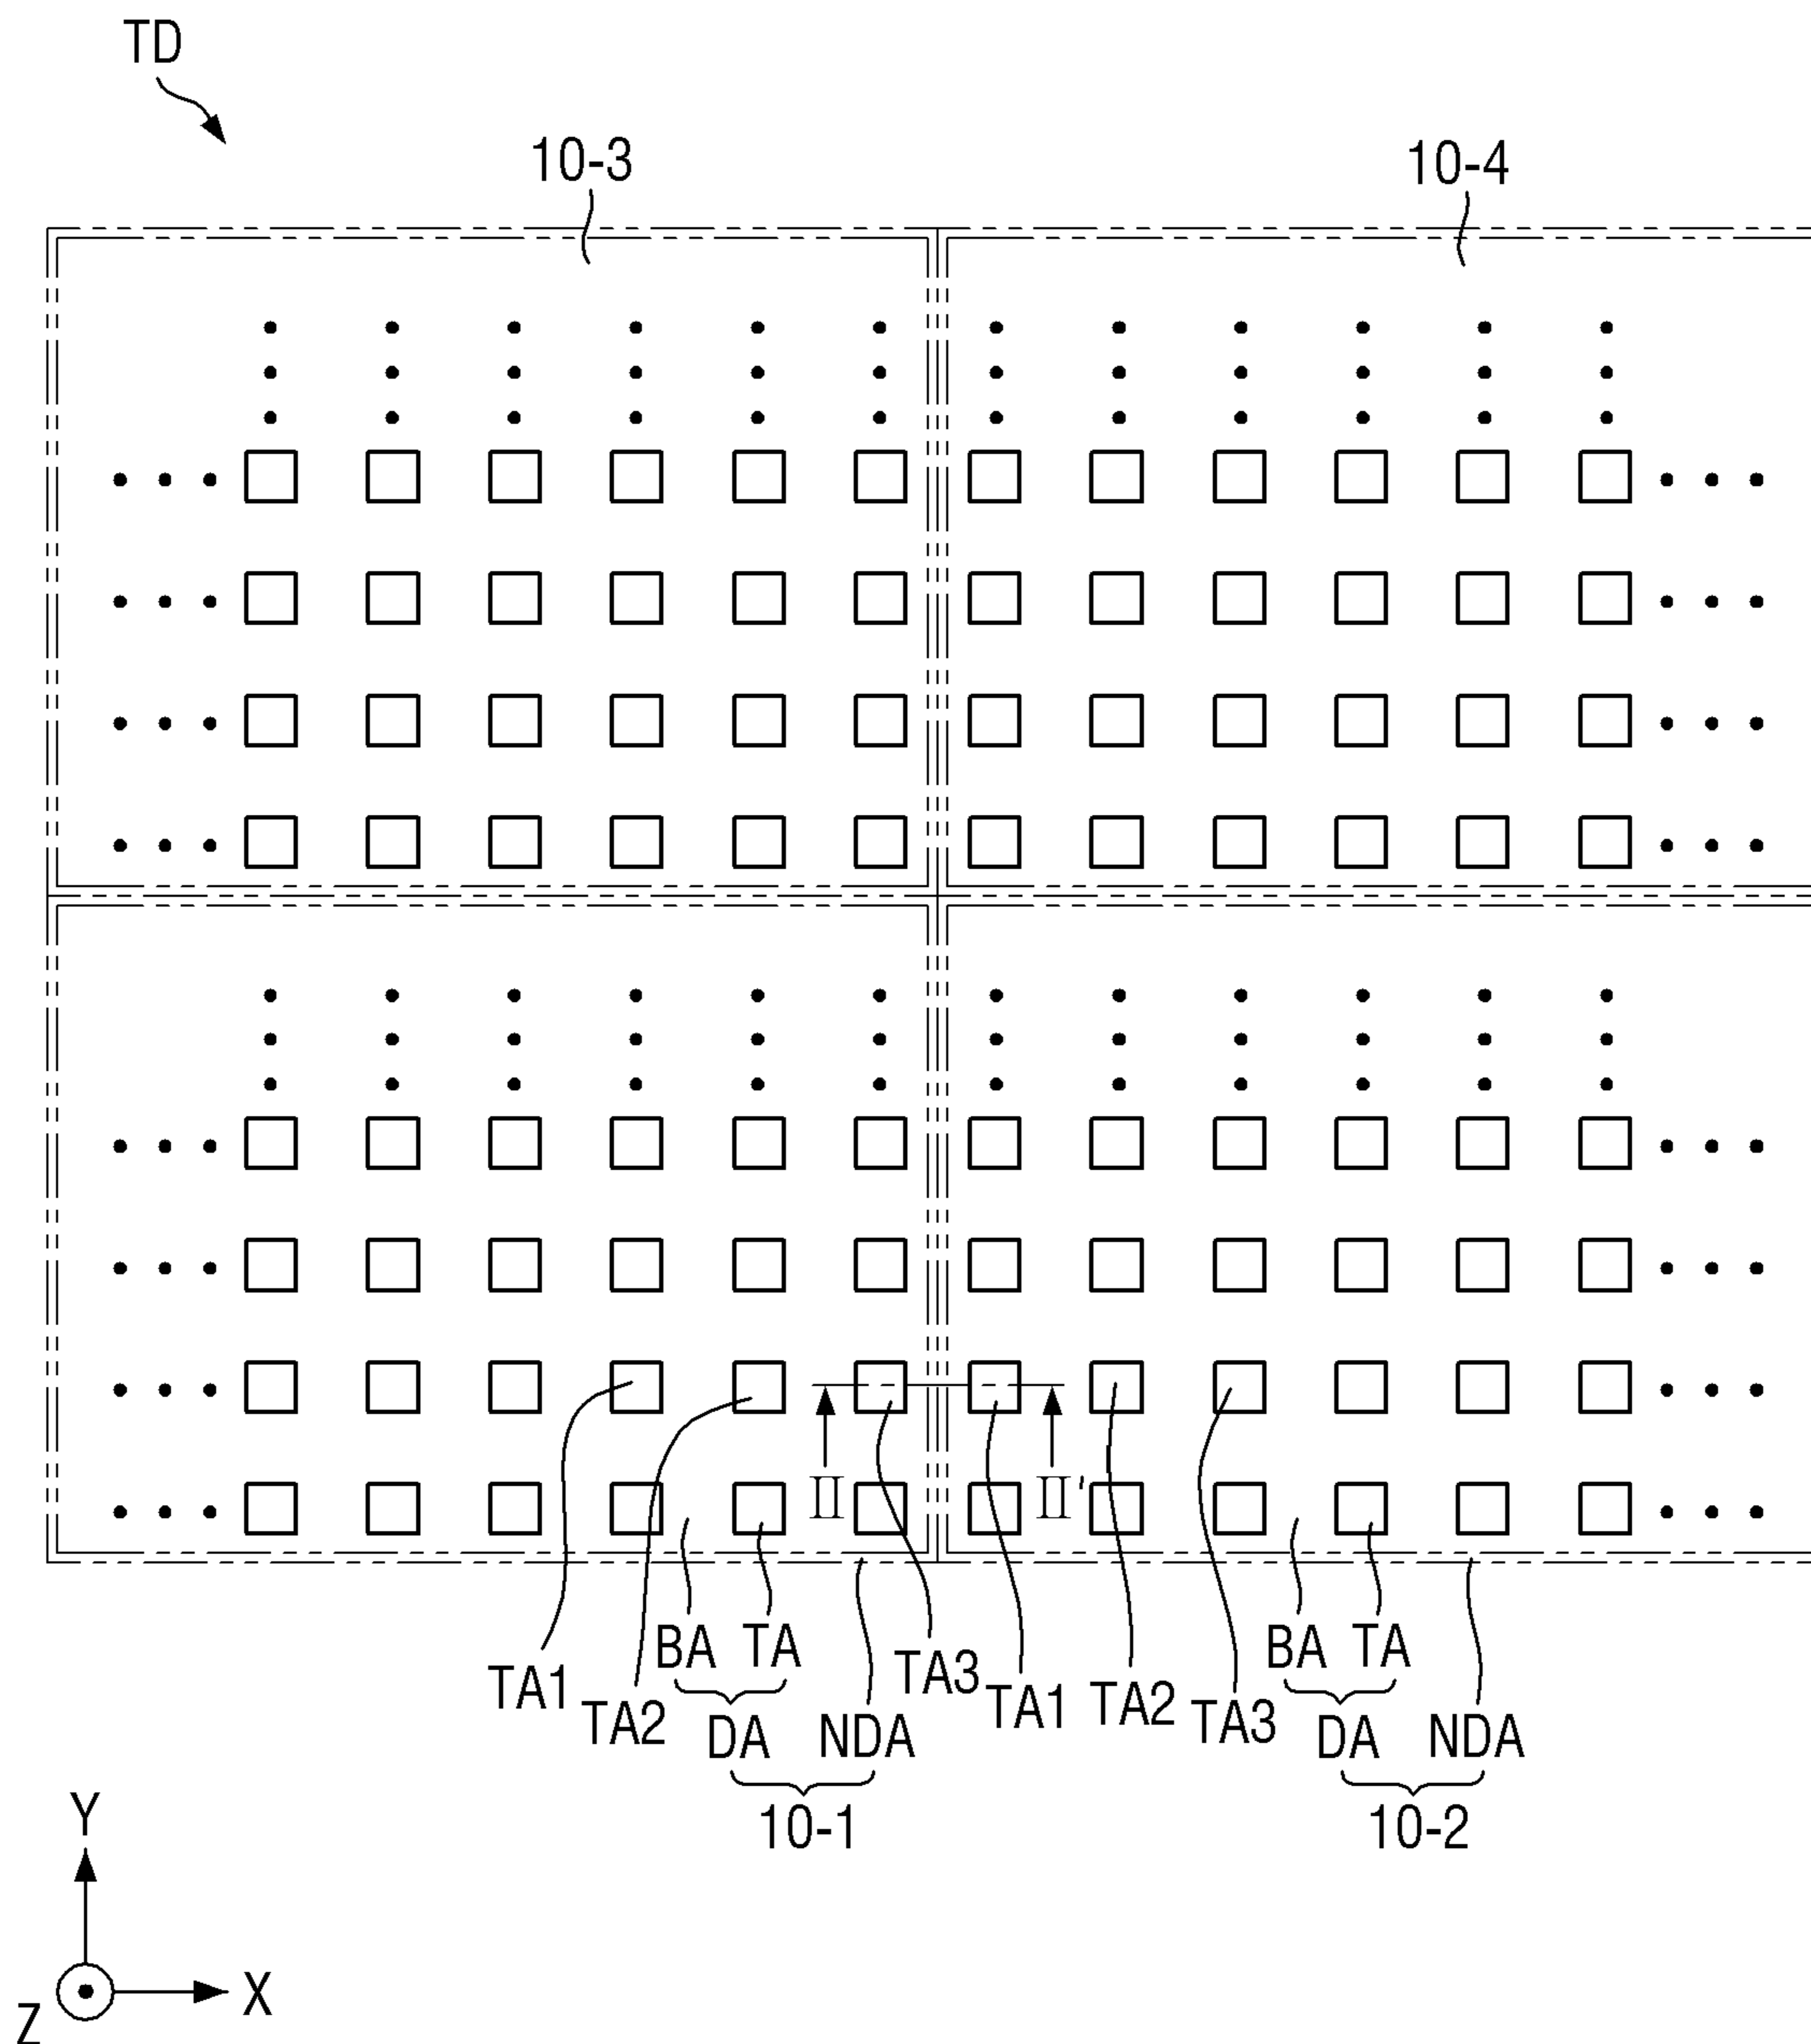 TD
10-3
10-4
II
II'
BA TA
BA TA
TA1
TA2
TA3
TA1
TA2
TA3
DA NDA
DA NDA
10-1
10-2
Y
X
Z